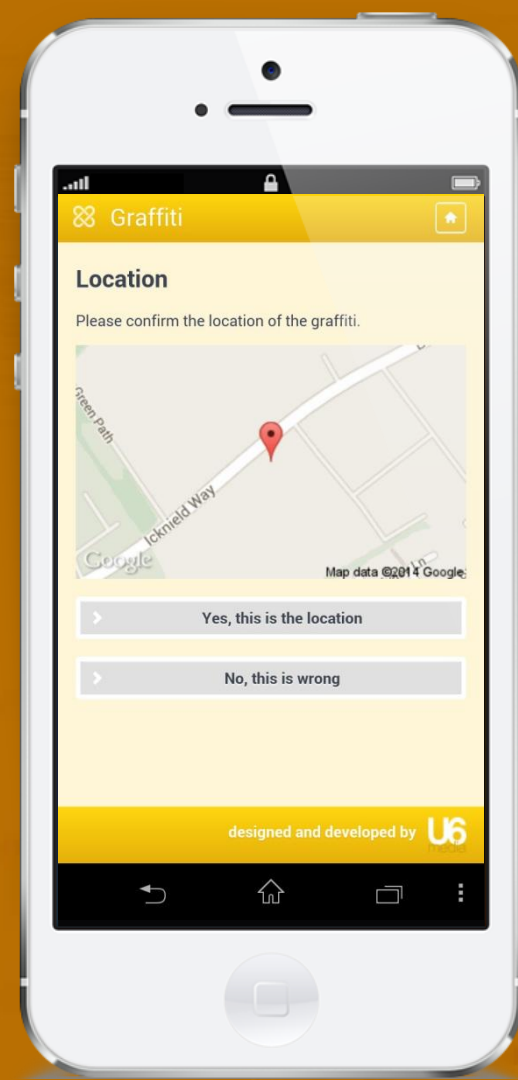 Graffiti
Location
Please confirm the location of the graffiti.
Green Path
Icknield Way
Google
Map data ©2014 Google
Yes, this is the location
No, this is wrong
designed and developed by U6
media